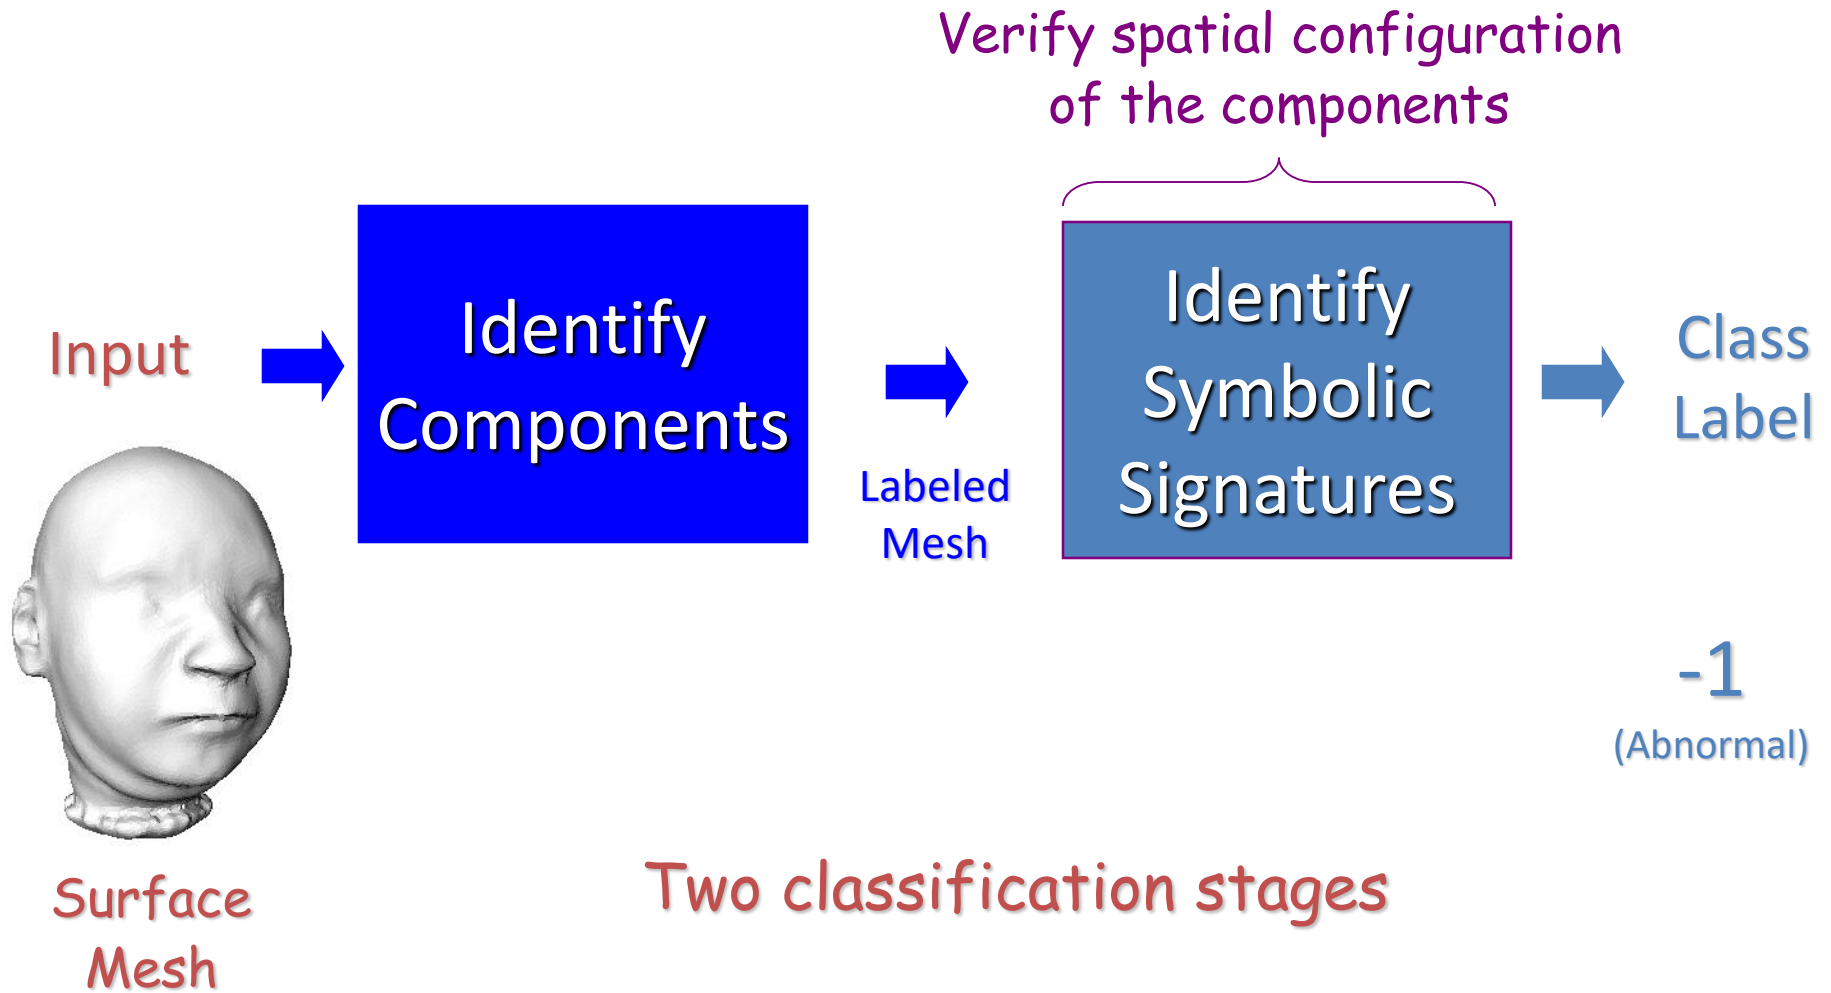 Verify spatial configuration
of the components
Input
Identify
Components
Labeled
Mesh
Identify
Symbolic
Signatures
Class
Label
-1
(Abnormal)
Surface
Mesh
Two classification stages